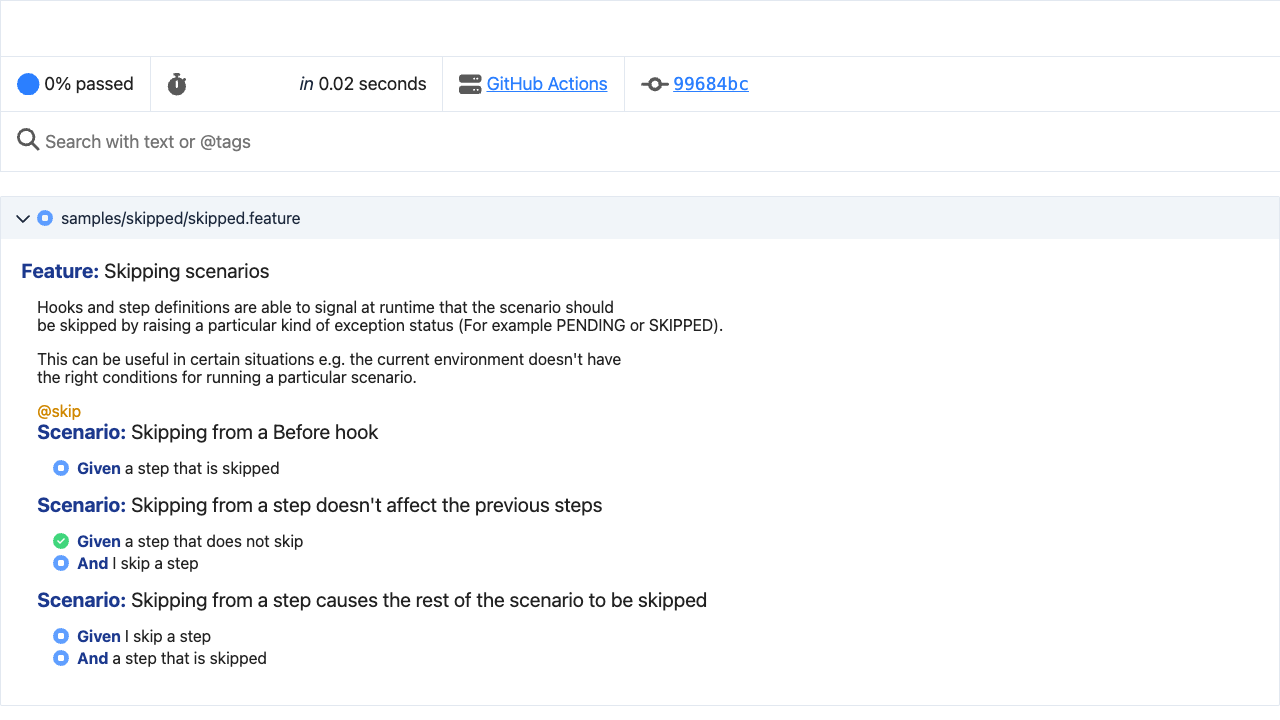 0% passed
in 0.02 seconds
GitHub Actions
99684bc
Search with text or @tags
samples/skipped/skipped.feature
Feature: Skipping scenarios
Hooks and step definitions are able to signal at runtime that the scenario should
be skipped by raising a particular kind of exception status (For example PENDING or SKIPPED).
This can be useful in certain situations e.g. the current environment doesn't have
the right conditions for running a particular scenario.
@skip
Scenario: Skipping from a Before hook
Given a step that is skipped
Scenario: Skipping from a step doesn't affect the previous steps
Given a step that does not skip
And I skip a step
Scenario: Skipping from a step causes the rest of the scenario to be skipped
Given I skip a step
And a step that is skipped